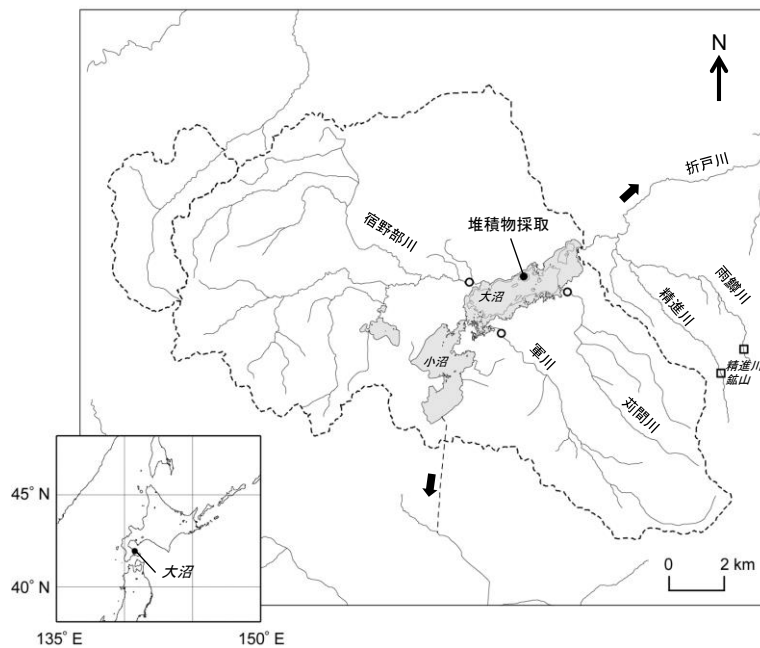 N
折戸川
堆積物採取
宿野部川
大沼
雨鱒川
精進川
小沼
軍川
精進川
鉱山
苅間川
45° N
40° N
大沼
0 2 km
135° E 150° E